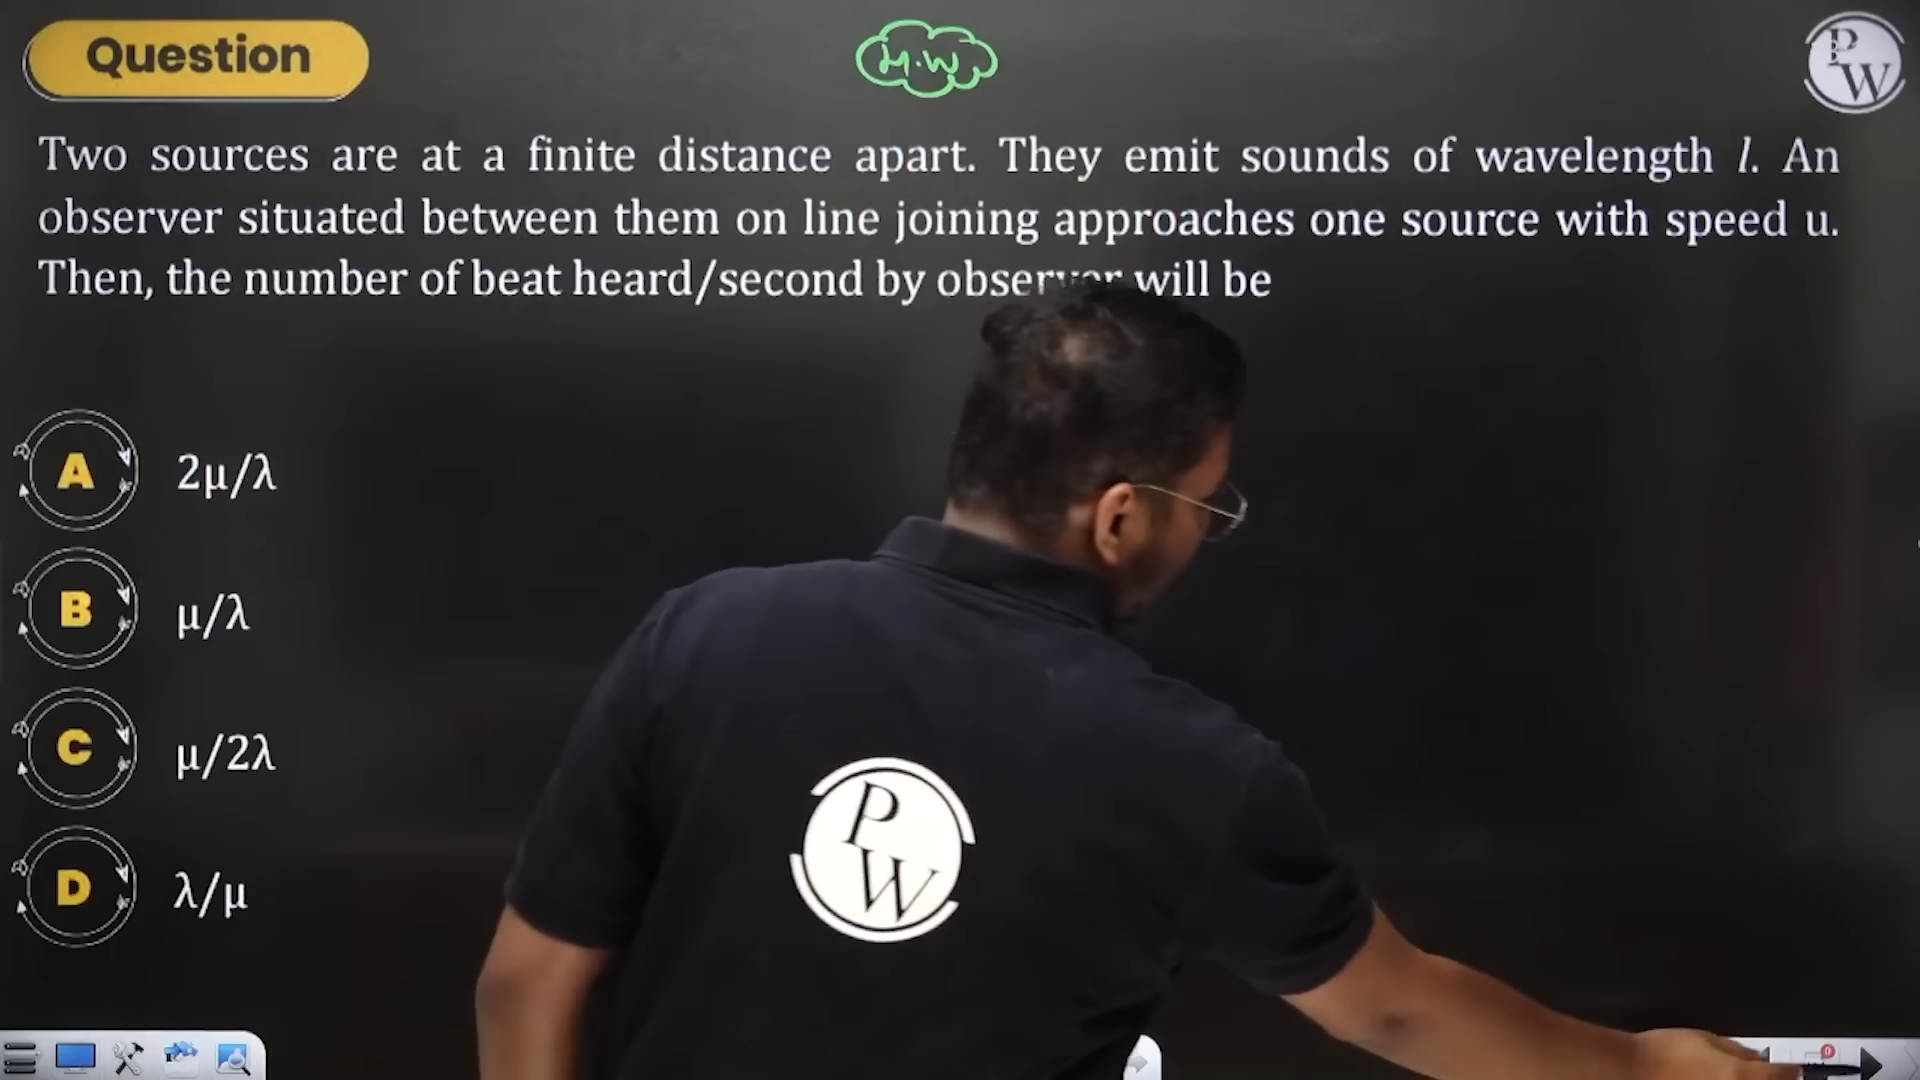 Question
H.W
P
W
Two sources are at a finite distance apart. They emit sounds of wavelength l. An
observer situated between them on line joining approaches one source with speed u.
Then, the number of beat heard/second by observer will be
A 2μ/λ
B μ/λ
C μ/2λ
D λ/μ
P
W
0